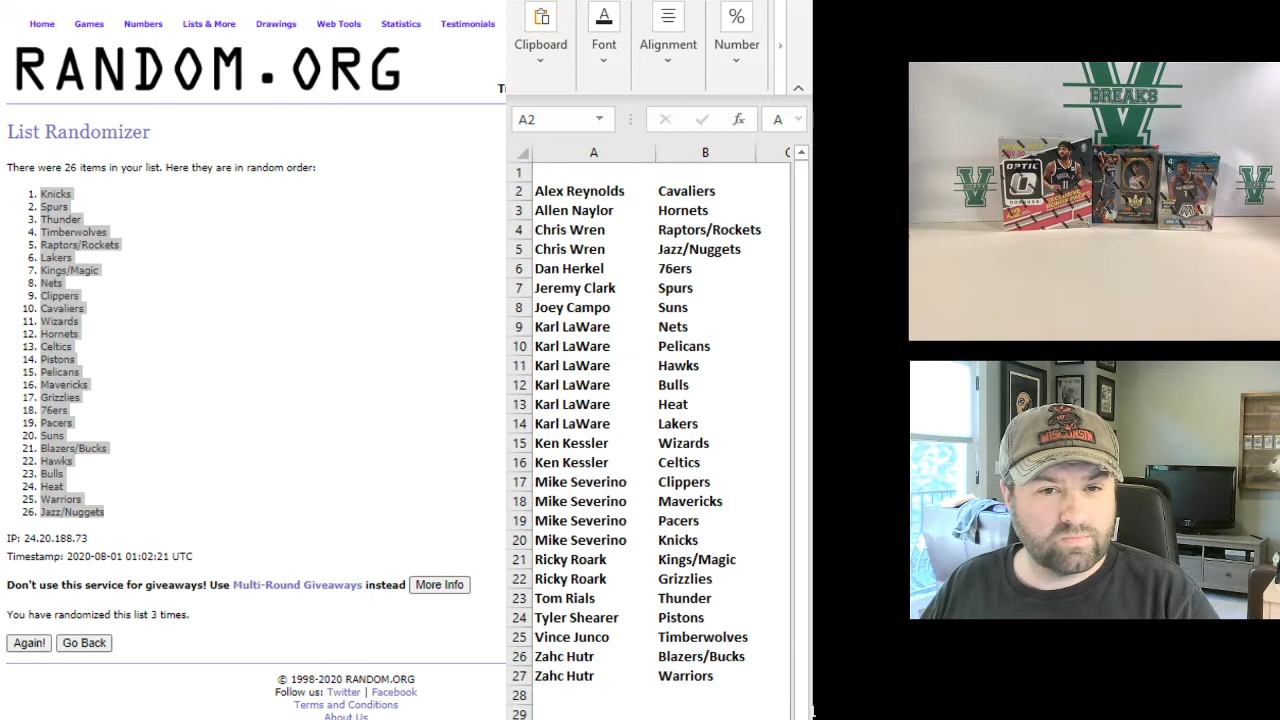 Home Games Numbers Lists & More Drawings Web Tools Statistics Testimonials
RANDOM.ORG
List Randomizer
There were 26 items in your list. Here they are in random order:
1. Knicks
2. Spurs
3. Thunder
4. Timberwolves
5. Raptors/Rockets
6. Lakers
7. Kings/Magic
8. Nets
9. Clippers
10. Cavaliers
11. Wizards
12. Hornets
13. Celtics
14. Pistons
15. Pelicans
16. Mavericks
17. Grizzlies
18. 76ers
19. Pacers
20. Suns
21. Blazers/Bucks
22. Hawks
23. Bulls
24. Heat
25. Warriors
26. Jazz/Nuggets
IP: 24.20.188.73
Timestamp: 2020-08-01 01:02:21 UTC
Don't use this service for giveaways! Use Multi-Round Giveaways instead More Info
You have randomized this list 3 times.
Again! Go Back
© 1998-2020 RANDOM.ORG
Follow us: Twitter | Facebook
Terms and Conditions
About Us
Clipboard Font Alignment Number
A2 fx A
A B C
1
2 Alex Reynolds Cavaliers
3 Allen Naylor Hornets
4 Chris Wren Raptors/Rockets
5 Chris Wren Jazz/Nuggets
6 Dan Herkel 76ers
7 Jeremy Clark Spurs
8 Joey Campo Suns
9 Karl LaWare Nets
10 Karl LaWare Pelicans
11 Karl LaWare Hawks
12 Karl LaWare Bulls
13 Karl LaWare Heat
14 Karl LaWare Lakers
15 Ken Kessler Wizards
16 Ken Kessler Celtics
17 Mike Severino Clippers
18 Mike Severino Mavericks
19 Mike Severino Pacers
20 Mike Severino Knicks
21 Ricky Roark Kings/Magic
22 Ricky Roark Grizzlies
23 Tom Rials Thunder
24 Tyler Shearer Pistons
25 Vince Junco Timberwolves
26 Zahc Hutr Blazers/Bucks
27 Zahc Hutr Warriors
28
29
V
BREAKS
OPTIC
DONRUSS
MOSAIC
WISCONSIN